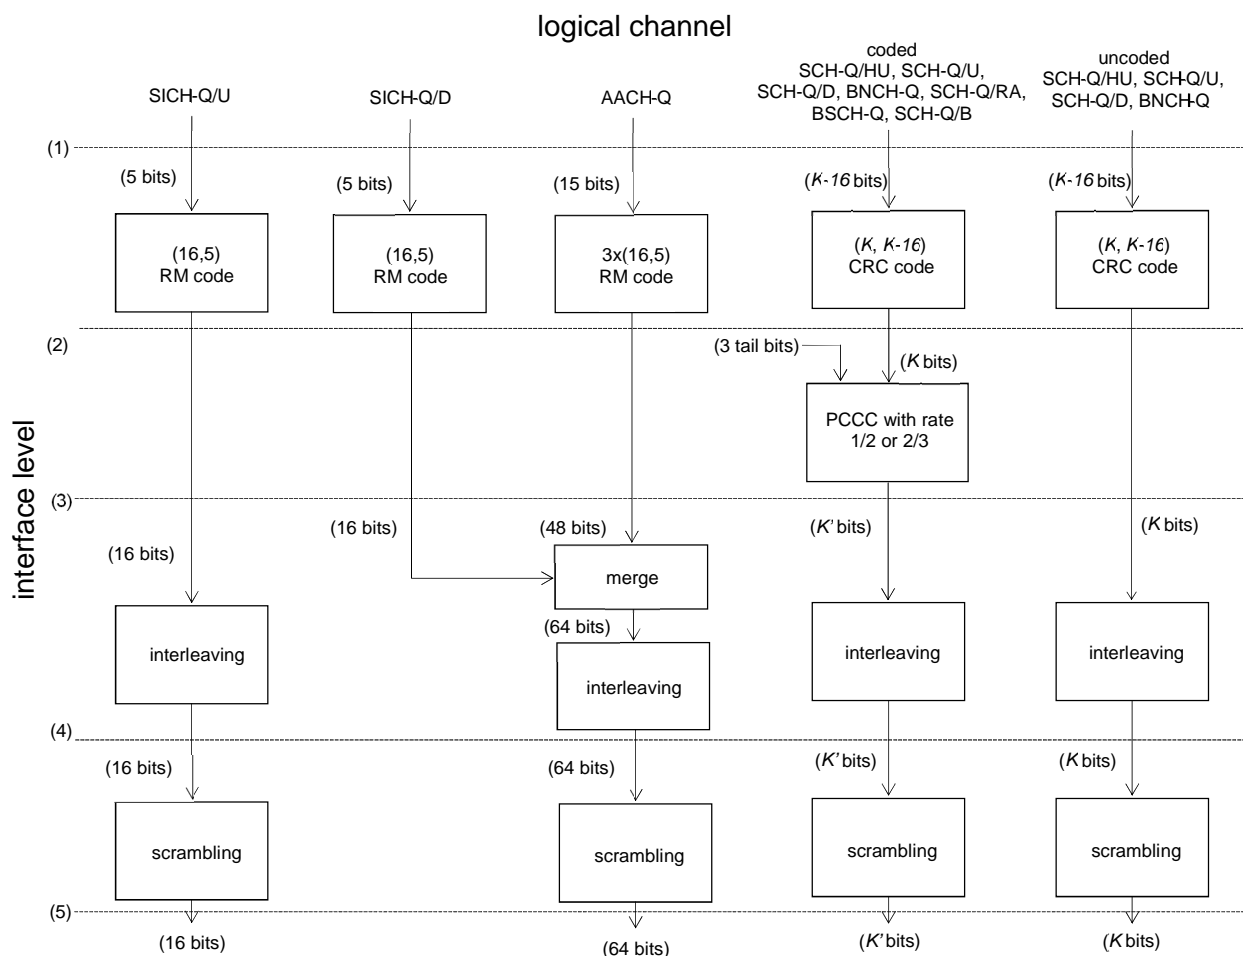 logical channel
SICH-Q/U
SICH-Q/D
AACH-Q
coded
SCH-Q/HU, SCH-Q/U,
SCH-Q/D, BNCH-Q, SCH-Q/RA,
BSCH-Q, SCH-Q/B
uncoded
SCH-Q/HU, SCH-Q/U,
SCH-Q/D, BNCH-Q
(1)
(5 bits)
(5 bits)
(15 bits)
(K-16 bits)
(K-16 bits)
(16,5)
RM code
(16,5)
RM code
3x(16,5)
RM code
(K, K-16)
CRC code
(K, K-16)
CRC code
(2)
(3 tail bits)
(K bits)
PCCC with rate
1/2 or 2/3
interface level
(3)
(16 bits)
(16 bits)
(48 bits)
(K' bits)
(K bits)
merge
(64 bits)
interleaving
interleaving
interleaving
interleaving
(4)
(16 bits)
(64 bits)
(K' bits)
(K bits)
scrambling
scrambling
scrambling
scrambling
(5)
(16 bits)
(64 bits)
(K' bits)
(K bits)